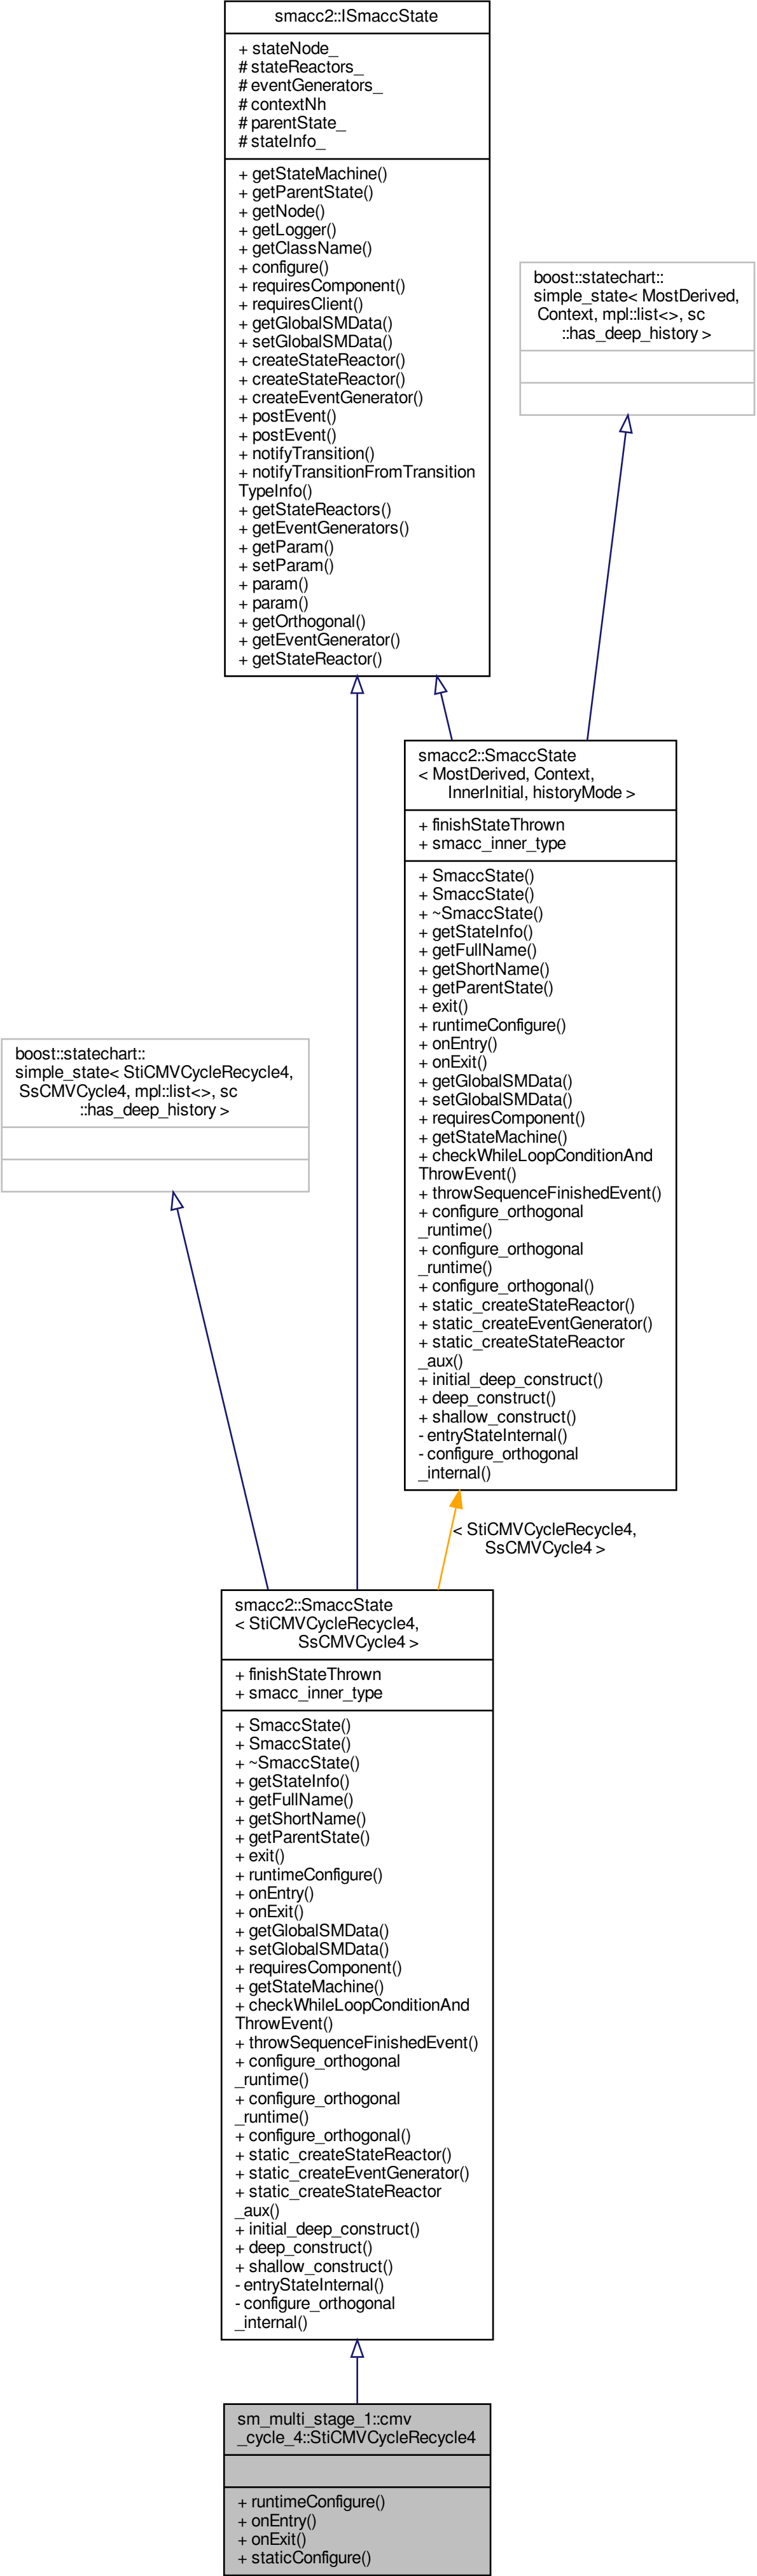 smacc2::ISmaccState
+ stateNode_
# stateReactors_
# eventGenerators_
# contextNh
# parentState_
# stateInfo_
+ getStateMachine()
+ getParentState()
+ getNode()
+ getLogger()
+ getClassName()
+ configure()
+ requiresComponent()
+ requiresClient()
+ getGlobalSMData()
+ setGlobalSMData()
+ createStateReactor()
+ createStateReactor()
+ createEventGenerator()
+ postEvent()
+ postEvent()
+ notifyTransition()
+ notifyTransitionFromTransition
TypeInfo()
+ getStateReactors()
+ getEventGenerators()
+ getParam()
+ setParam()
+ param()
+ param()
+ getOrthogonal()
+ getEventGenerator()
+ getStateReactor()
boost::statechart::
simple_state< MostDerived,
Context, mpl::list<>, sc
::has_deep_history >
smacc2::SmaccState
< MostDerived, Context,
InnerInitial, historyMode >
+ finishStateThrown
+ smacc_inner_type
+ SmaccState()
+ SmaccState()
+ ~SmaccState()
+ getStateInfo()
+ getFullName()
+ getShortName()
+ getParentState()
+ exit()
+ runtimeConfigure()
+ onEntry()
+ onExit()
+ getGlobalSMData()
+ setGlobalSMData()
+ requiresComponent()
+ getStateMachine()
+ checkWhileLoopConditionAnd
ThrowEvent()
+ throwSequenceFinishedEvent()
+ configure_orthogonal
_runtime()
+ configure_orthogonal
_runtime()
+ configure_orthogonal()
+ static_createStateReactor()
+ static_createEventGenerator()
+ static_createStateReactor
_aux()
+ initial_deep_construct()
+ deep_construct()
+ shallow_construct()
- entryStateInternal()
- configure_orthogonal
_internal()
boost::statechart::
simple_state< StiCMVCycleRecycle4,
SsCMVCycle4, mpl::list<>, sc
::has_deep_history >
< StiCMVCycleRecycle4,
SsCMVCycle4 >
smacc2::SmaccState
< StiCMVCycleRecycle4,
SsCMVCycle4 >
+ finishStateThrown
+ smacc_inner_type
+ SmaccState()
+ SmaccState()
+ ~SmaccState()
+ getStateInfo()
+ getFullName()
+ getShortName()
+ getParentState()
+ exit()
+ runtimeConfigure()
+ onEntry()
+ onExit()
+ getGlobalSMData()
+ setGlobalSMData()
+ requiresComponent()
+ getStateMachine()
+ checkWhileLoopConditionAnd
ThrowEvent()
+ throwSequenceFinishedEvent()
+ configure_orthogonal
_runtime()
+ configure_orthogonal
_runtime()
+ configure_orthogonal()
+ static_createStateReactor()
+ static_createEventGenerator()
+ static_createStateReactor
_aux()
+ initial_deep_construct()
+ deep_construct()
+ shallow_construct()
- entryStateInternal()
- configure_orthogonal
_internal()
sm_multi_stage_1::cmv
_cycle_4::StiCMVCycleRecycle4
+ runtimeConfigure()
+ onEntry()
+ onExit()
+ staticConfigure()